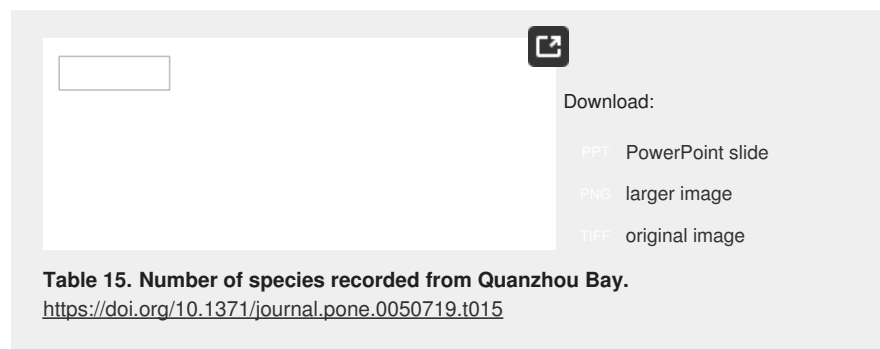 Download:
PPT PowerPoint slide
PNG larger image
TIFF original image
Table 15. Number of species recorded from Quanzhou Bay.
https://doi.org/10.1371/journal.pone.0050719.t015